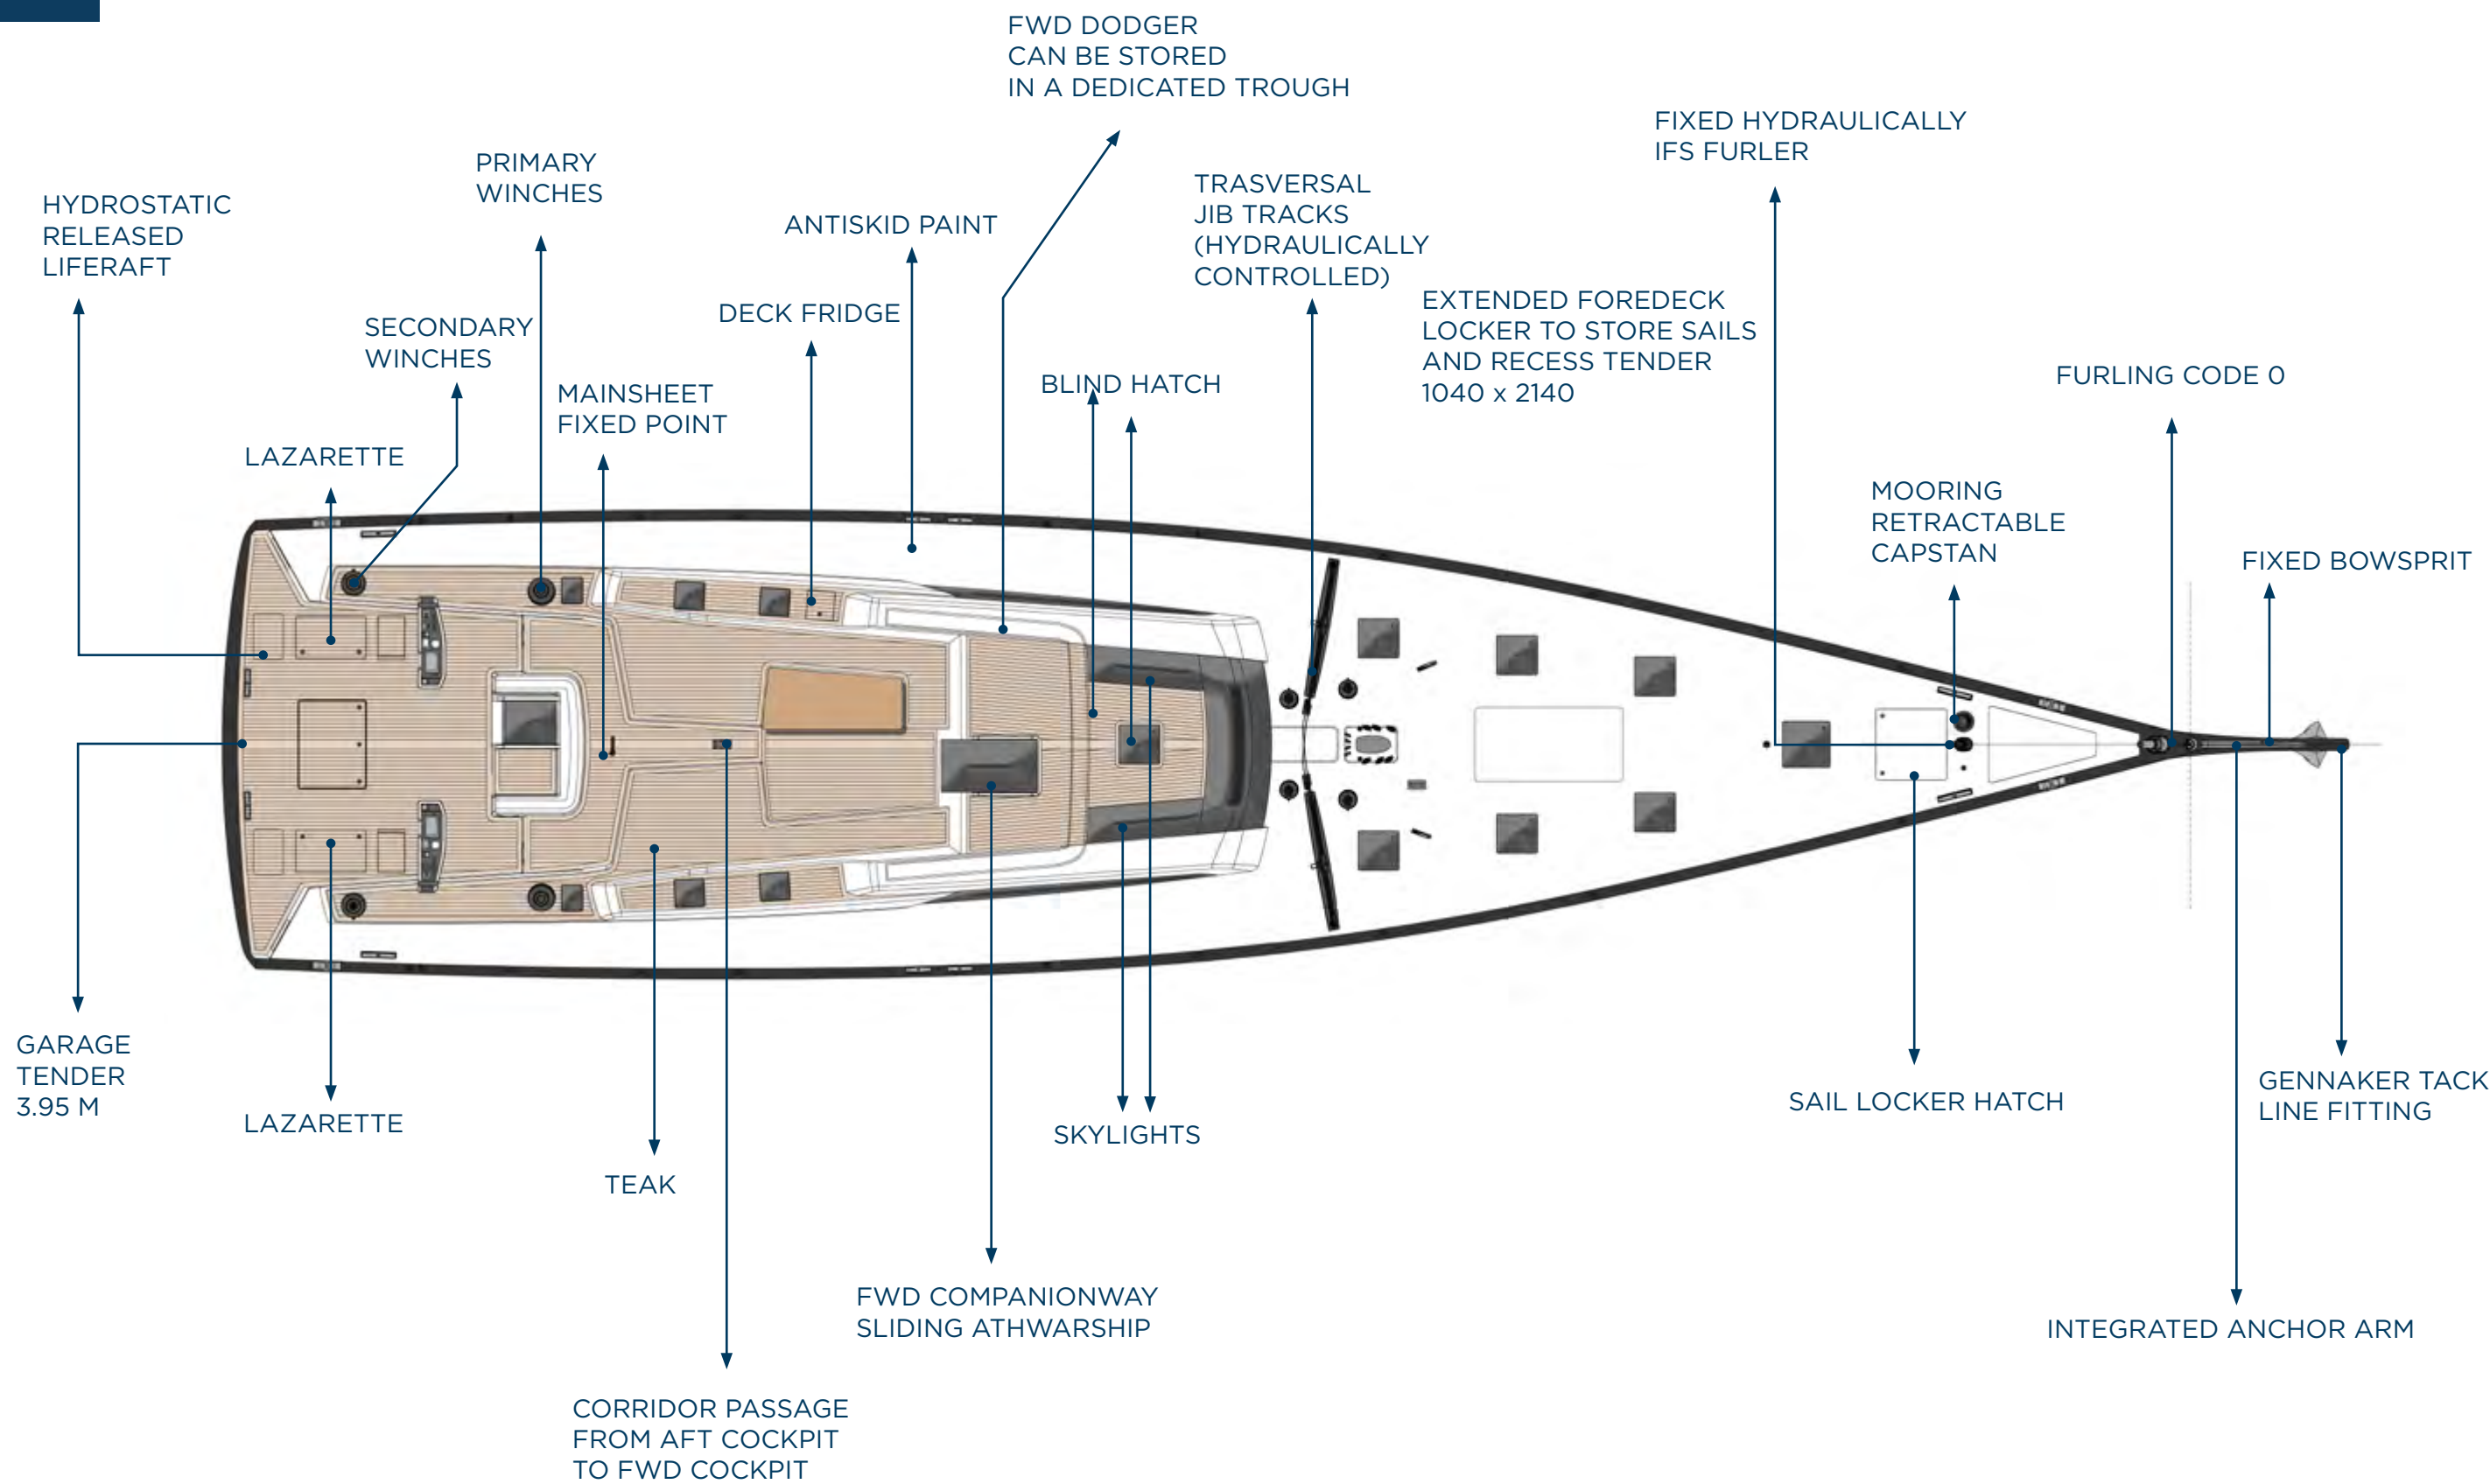 FWD DODGER
CAN BE STORED
IN A DEDICATED TROUGH
FIXED HYDRAULICALLY
IFS FURLER
PRIMARY
WINCHES
TRASVERSAL
JIB TRACKS
(HYDRAULICALLY
CONTROLLED)
HYDROSTATIC
RELEASED
LIFERAFT
ANTISKID PAINT
EXTENDED FOREDECK
LOCKER TO STORE SAILS
AND RECESS TENDER
1040 x 2140
DECK FRIDGE
SECONDARY
WINCHES
FURLING CODE 0
BLIND HATCH
MAINSHEET
FIXED POINT
LAZARETTE
MOORING
RETRACTABLE
CAPSTAN
FIXED BOWSPRIT
GARAGE
TENDER
3.95 M
LAZARETTE
GENNAKER TACK
LINE FITTING
SAIL LOCKER HATCH
SKYLIGHTS
TEAK
FWD COMPANIONWAY
SLIDING ATHWARSHIP
INTEGRATED ANCHOR ARM
CORRIDOR PASSAGE
FROM AFT COCKPIT
TO FWD COCKPIT